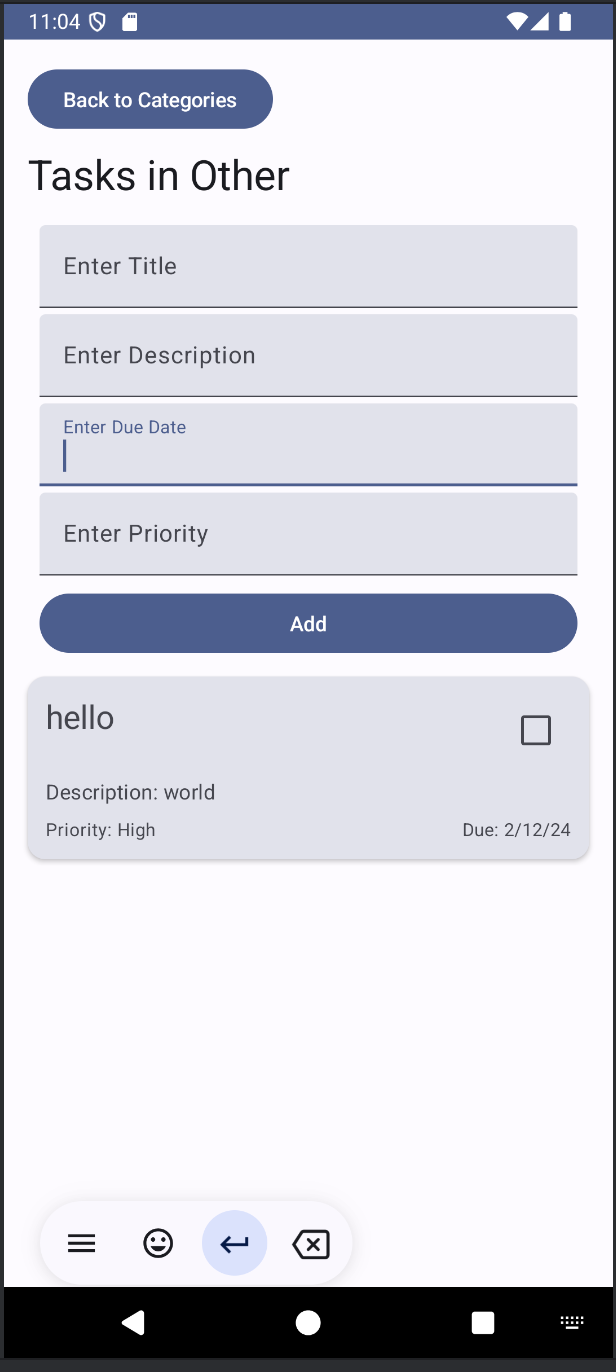 11:04
Back to Categories
Tasks in Other
Enter Title
Enter Description
Enter Due Date
Enter Priority
Add
hello
Description: world
Priority: High Due: 2/12/24